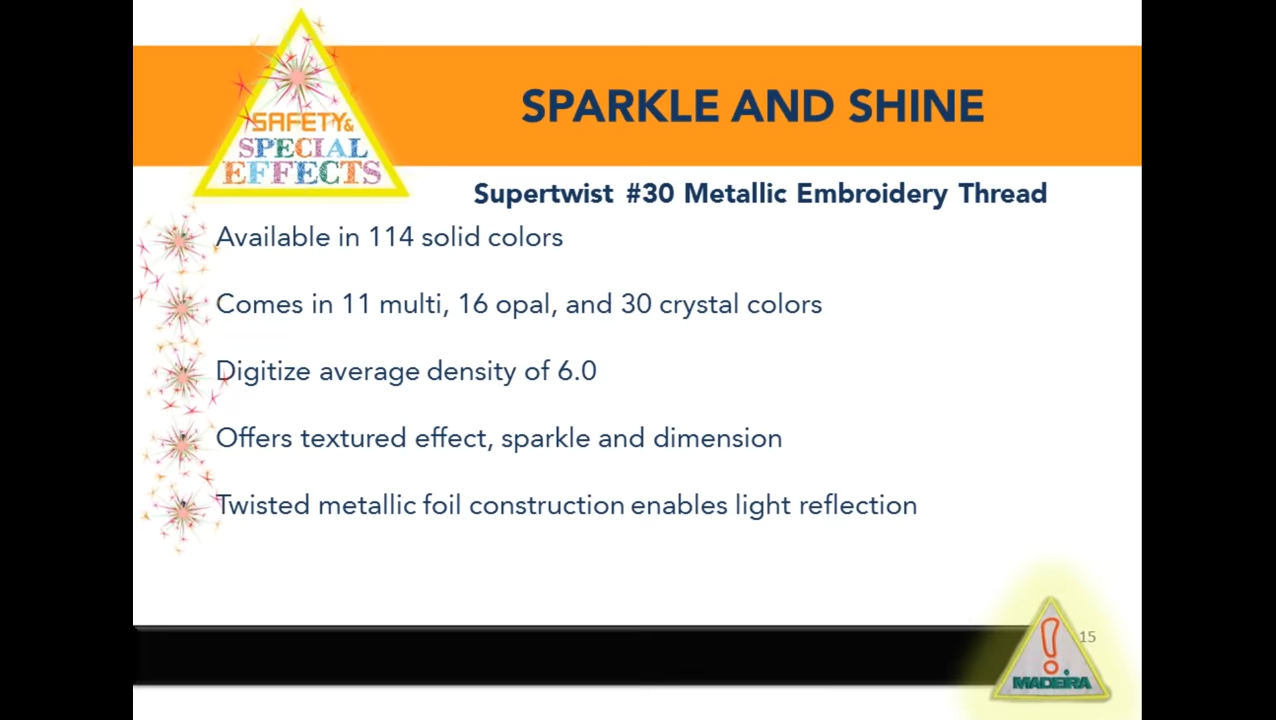 SPARKLE AND SHINE
SAFETY&
SPECIAL
EFFECTS
Supertwist #30 Metallic Embroidery Thread
Available in 114 solid colors
Comes in 11 multi, 16 opal, and 30 crystal colors
Digitize average density of 6.0
Offers textured effect, sparkle and dimension
Twisted metallic foil construction enables light reflection
15
MADEIRA